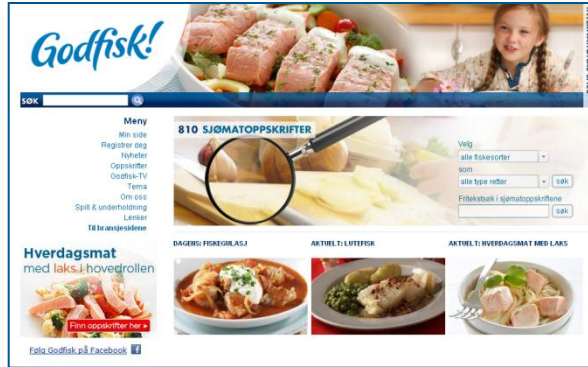 Godfisk!
SØK
Meny
Min side
Registrer deg
Nyheter
Oppskrifter
Godfisk-TV
Tema
Om oss
Spill & underholdning
Lenker
Til bransjesidene
810 SJØMATOPPSKRIFTER
Velg
alle fiskesorter
som
alle type retter
søk
Fritekstsøk i sjømatoppskriftene
søk
Hverdagsmat
med laks i hovedrollen
Finn oppskrifter her
Følg Godfisk på Facebook
DAGENS: FISKEGULASJ
AKTUELT: LUTEFISK
AKTUELT: HVERDAGSMAT MED LAKS